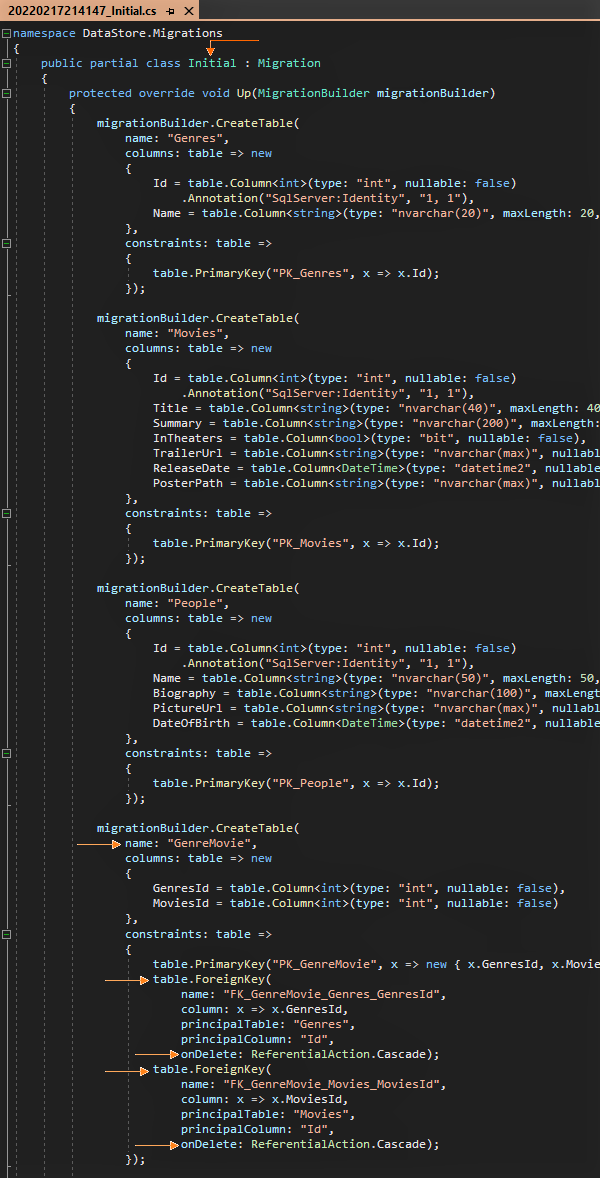 20220217214147_Initial.cs
namespace DataStore.Migrations
{
    public partial class Initial : Migration
    {
        protected override void Up(MigrationBuilder migrationBuilder)
        {
            migrationBuilder.CreateTable(
                name: "Genres",
                columns: table => new
                {
                    Id = table.Column<int>(type: "int", nullable: false)
                        .Annotation("SqlServer:Identity", "1, 1"),
                    Name = table.Column<string>(type: "nvarchar(20)", maxLength: 20,
                },
                constraints: table =>
                {
                    table.PrimaryKey("PK_Genres", x => x.Id);
                });
            migrationBuilder.CreateTable(
                name: "Movies",
                columns: table => new
                {
                    Id = table.Column<int>(type: "int", nullable: false)
                        .Annotation("SqlServer:Identity", "1, 1"),
                    Title = table.Column<string>(type: "nvarchar(40)", maxLength: 40
                    Summary = table.Column<string>(type: "nvarchar(200)", maxLength:
                    InTheaters = table.Column<bool>(type: "bit", nullable: false),
                    TrailerUrl = table.Column<string>(type: "nvarchar(max)", nullabl
                    ReleaseDate = table.Column<DateTime>(type: "datetime2", nullable
                    PosterPath = table.Column<string>(type: "nvarchar(max)", nullabl
                },
                constraints: table =>
                {
                    table.PrimaryKey("PK_Movies", x => x.Id);
                });
            migrationBuilder.CreateTable(
                name: "People",
                columns: table => new
                {
                    Id = table.Column<int>(type: "int", nullable: false)
                        .Annotation("SqlServer:Identity", "1, 1"),
                    Name = table.Column<string>(type: "nvarchar(50)", maxLength: 50,
                    Biography = table.Column<string>(type: "nvarchar(100)", maxLengt
                    PictureUrl = table.Column<string>(type: "nvarchar(max)", nullabl
                    DateOfBirth = table.Column<DateTime>(type: "datetime2", nullable
                },
                constraints: table =>
                {
                    table.PrimaryKey("PK_People", x => x.Id);
                });
            migrationBuilder.CreateTable(
                name: "GenreMovie",
                columns: table => new
                {
                    GenresId = table.Column<int>(type: "int", nullable: false),
                    MoviesId = table.Column<int>(type: "int", nullable: false)
                },
                constraints: table =>
                {
                    table.PrimaryKey("PK_GenreMovie", x => new { x.GenresId, x.Movie
                    table.ForeignKey(
                        name: "FK_GenreMovie_Genres_GenresId",
                        column: x => x.GenresId,
                        principalTable: "Genres",
                        principalColumn: "Id",
                        onDelete: ReferentialAction.Cascade);
                    table.ForeignKey(
                        name: "FK_GenreMovie_Movies_MoviesId",
                        column: x => x.MoviesId,
                        principalTable: "Movies",
                        principalColumn: "Id",
                        onDelete: ReferentialAction.Cascade);
                });